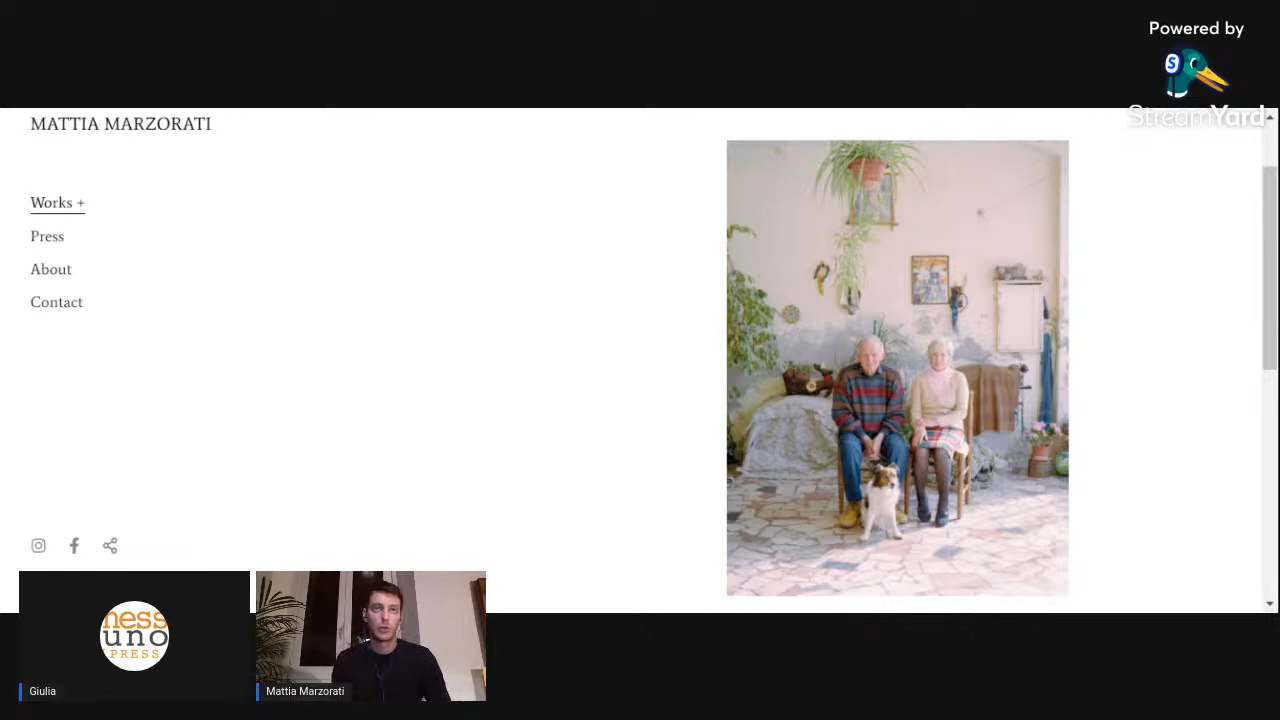 Powered by
S
StreamYard
MATTIA MARZORATI
Works +
Press
About
Contact
ness
uno
PRESS
Giulia
Mattia Marzorati